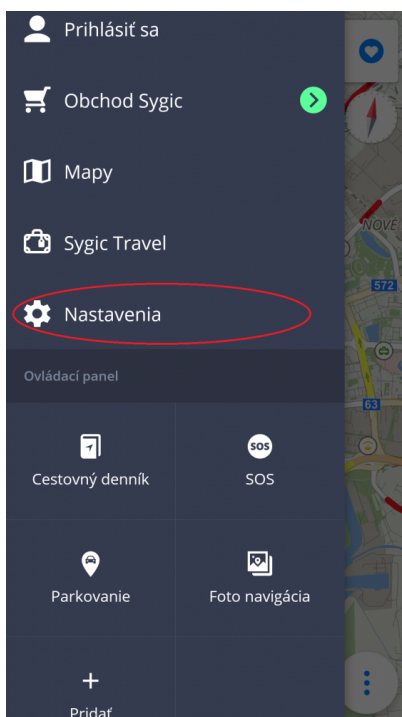 Prihlásiť sa
Obchod Sygic
Mapy
Sygic Travel
Nastavenia
Ovládací panel
Cestovný denník
SOS
SOS
Parkovanie
Foto navigácia
Pridať
NOVÉ
572
63